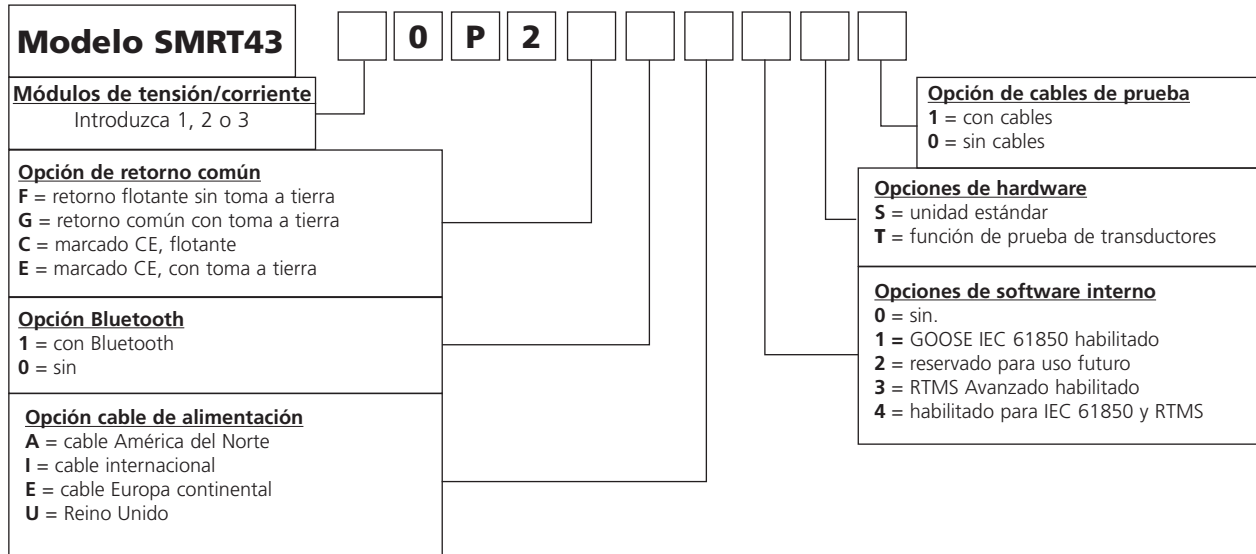 Modelo SMRT43
0 P 2
Módulos de tensión/corriente
Introduzca 1, 2 o 3
Opción de retorno común
F = retorno flotante sin toma a tierra
G = retorno común con toma a tierra
C = marcado CE, flotante
E = marcado CE, con toma a tierra
Opción Bluetooth
1 = con Bluetooth
0 = sin
Opción cable de alimentación
A = cable América del Norte
I = cable internacional
E = cable Europa continental
U = Reino Unido
Opción de cables de prueba
1 = con cables
0 = sin cables
Opciones de hardware
S = unidad estándar
T = función de prueba de transductores
Opciones de software interno
0 = sin.
1 = GOOSE IEC 61850 habilitado
2 = reservado para uso futuro
3 = RTMS Avanzado habilitado
4 = habilitado para IEC 61850 y RTMS